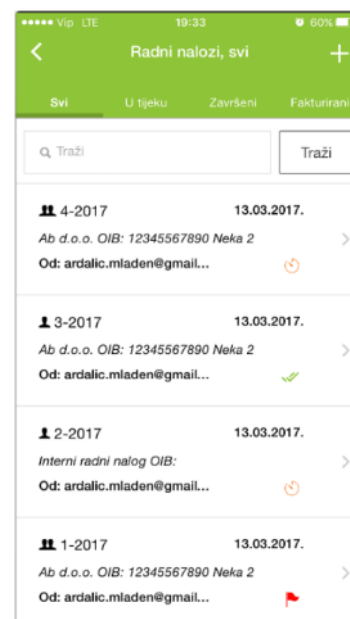 Vip LTE 19:33 60%
Radni nalozi, svi
Svi U tijeku Završeni Fakturirani
Traži Traži
4-2017 13.03.2017.
Ab d.o.o. OIB: 12345567890 Neka 2
Od: ardalic.mladen@gmail...
3-2017 13.03.2017.
Ab d.o.o. OIB: 12345567890 Neka 2
Od: ardalic.mladen@gmail...
2-2017 13.03.2017.
Interni radni nalog OIB:
Od: ardalic.mladen@gmail...
1-2017 13.03.2017.
Ab d.o.o. OIB: 12345567890 Neka 2
Od: ardalic.mladen@gmail...